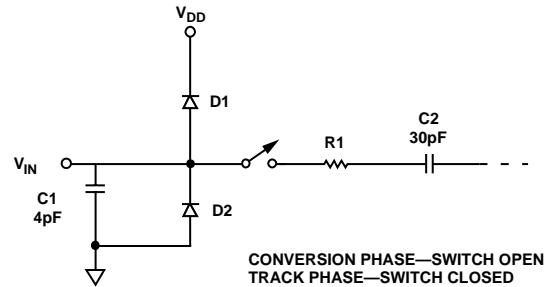 VDD
D1
C2
30pF
R1
VIN
C1
4pF
D2
CONVERSION PHASE—SWITCH OPEN
TRACK PHASE—SWITCH CLOSED